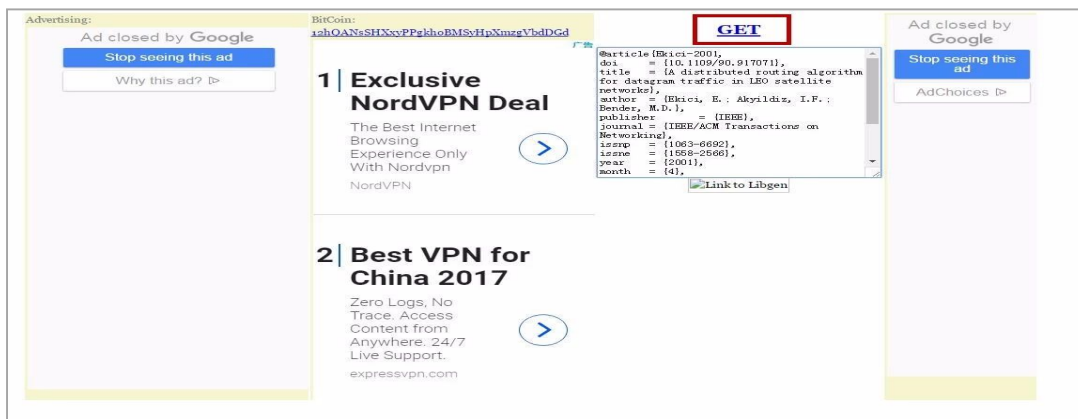 Advertising:
Ad closed by Google
Stop seeing this ad
Why this ad?
BitCoin:
12hQANsSHXxyPPgkhoBMSyHpXmzgVbdDGd
广告
1 Exclusive
NordVPN Deal
The Best Internet
Browsing
Experience Only
With Nordvpn
NordVPN
2 Best VPN for
China 2017
Zero Logs, No
Trace. Access
Content from
Anywhere. 24/7
Live Support.
expressvpn.com
GET
@article{Ekici-2001,
doi = {10.1109/90.917071},
title = {A distributed routing algorithm
for datagram traffic in LEO satellite
networks},
author = {Ekici, E.; Akyildiz, I.F.;
Bender, M.D.},
publisher = {IEEE},
journal = {IEEE/ACM Transactions on
Networking},
issnp = {1063-6692},
issne = {1558-2566},
year = {2001},
month = {4},
Link to Libgen
Ad closed by
Google
Stop seeing this
ad
AdChoices